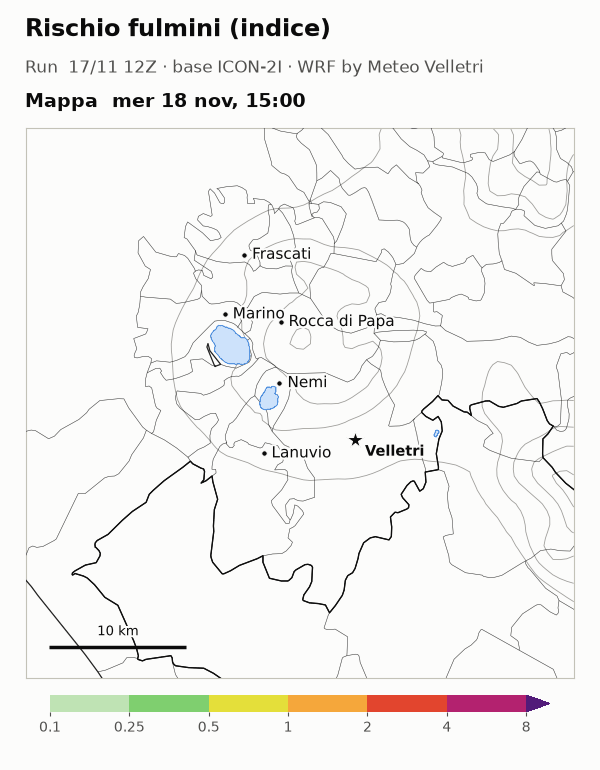 Rischio fulmini (indice)
Run  17/11 12Z · base ICON-2I · WRF by Meteo Velletri
Mappa  mer 18 nov, 15:00
Frascati
Marino
Rocca di Papa
Nemi
Velletri
Lanuvio
10 km
0.1 0.25 0.5 1 2 4 8